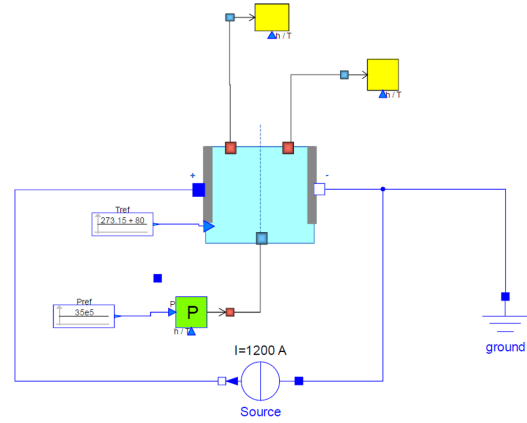 h / T
h / T
+
-
Tref
273.15 + 80
Pref
35e5
P
P
h / T
ground
I=1200 A
Source